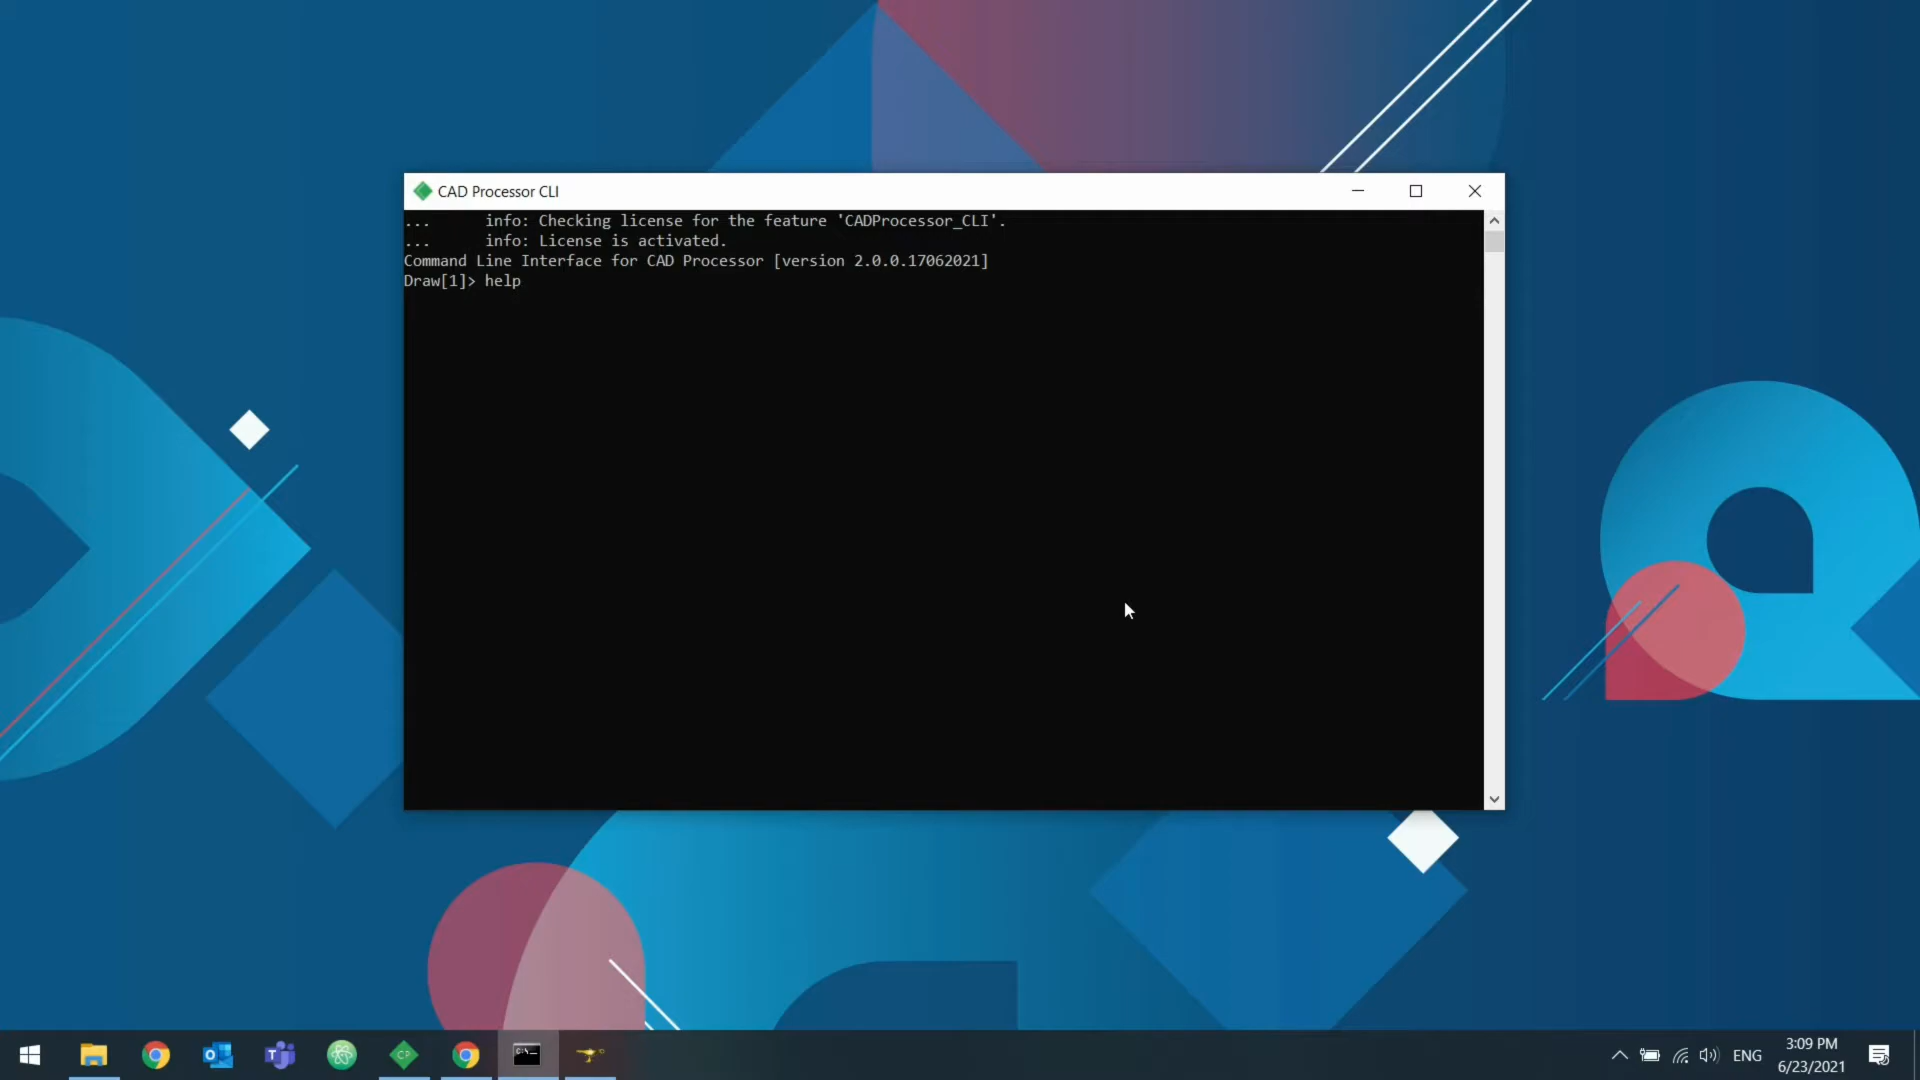 CAD Processor CLI
...      info: Checking license for the feature 'CADProcessor_CLI'.
...      info: License is activated.
Command Line Interface for CAD Processor [version 2.0.0.17062021]
Draw[1]> help
CP
C:\_
ENG
3:09 PM
6/23/2021